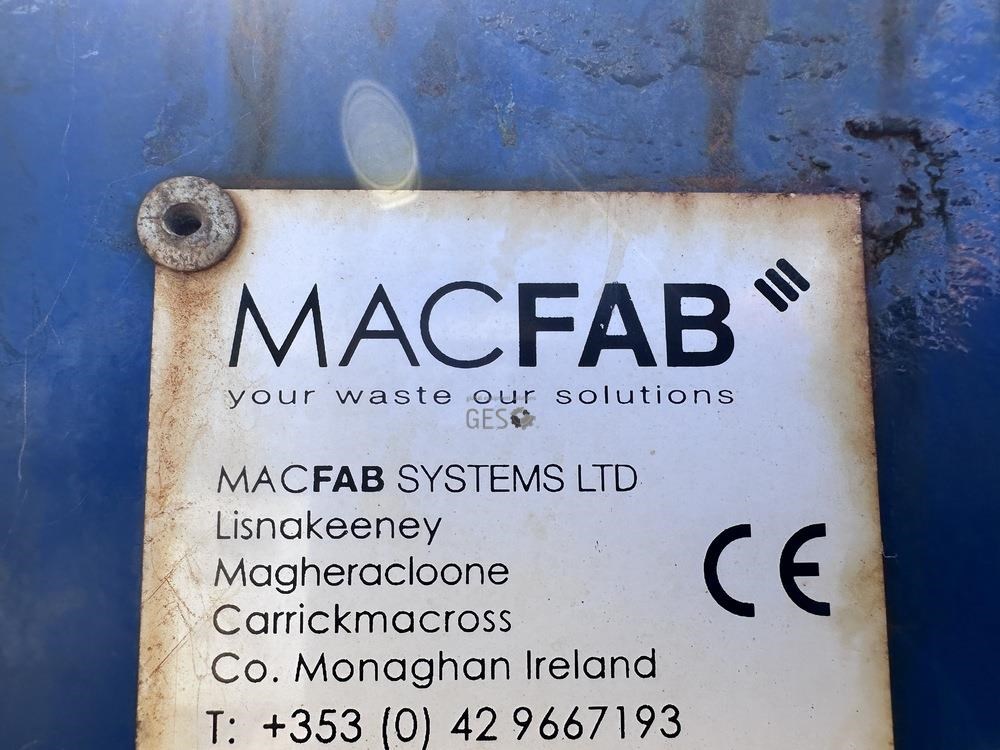 MACFAB
your waste our solutions
GES
MACFAB SYSTEMS LTD
Lisnakeeney
Magheracloone
Carrickmacross
Co. Monaghan Ireland
T: +353 (0) 42 9667193
CE